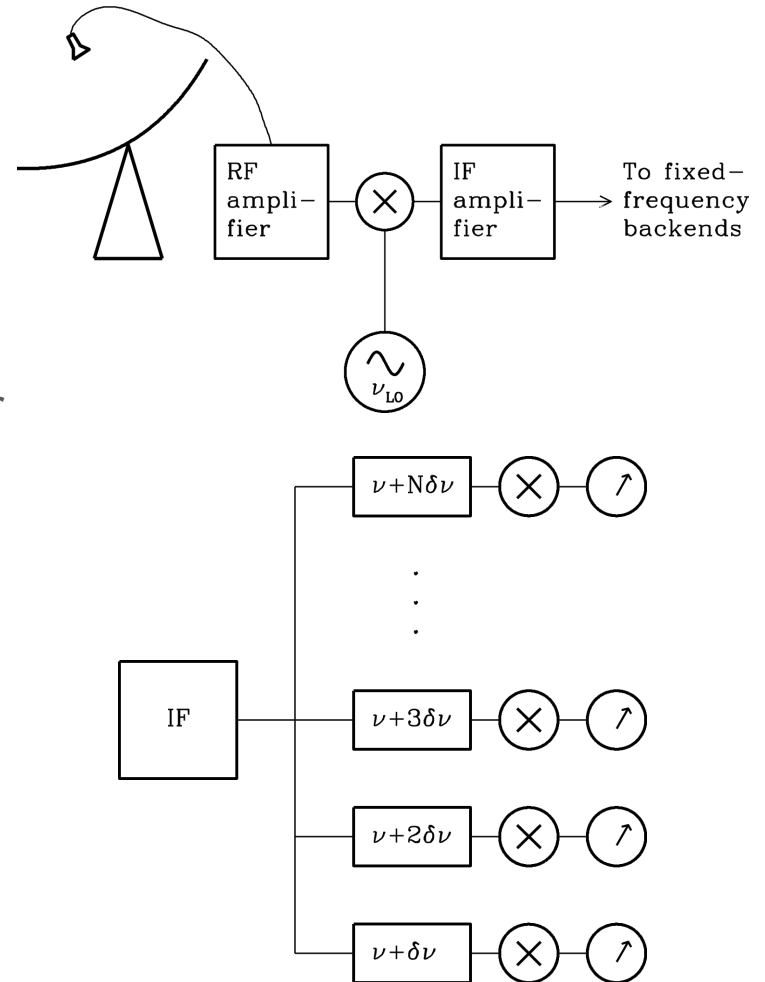 RF
ampli-
fier
IF
ampli-
fier
To fixed-
frequency
backends
ν_LO
ν+Nδν
IF
ν+3δν
ν+2δν
ν+δν